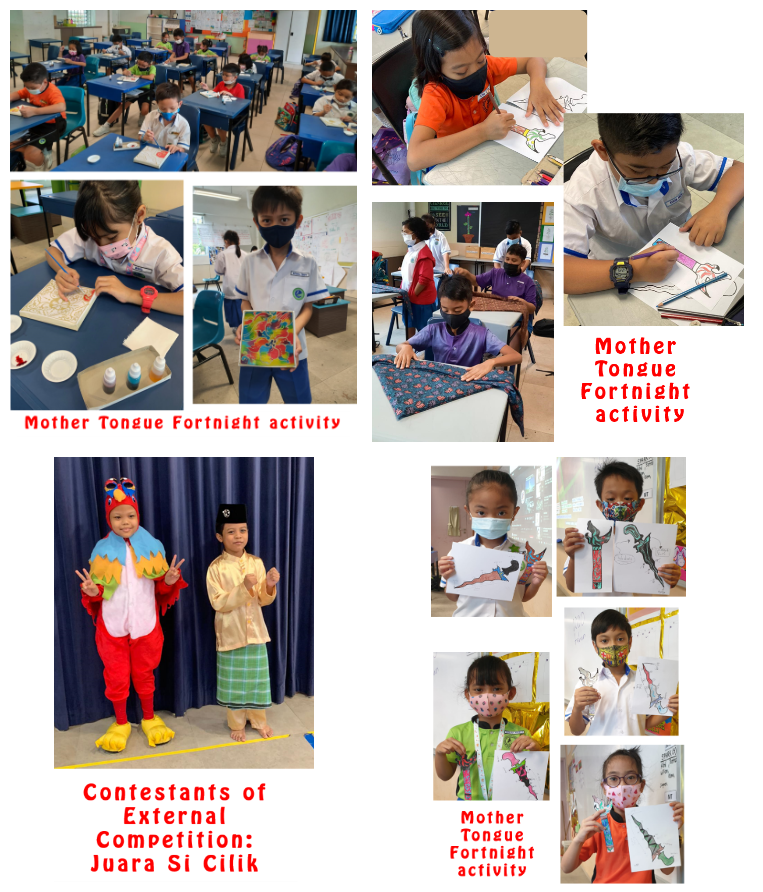 Mother Tongue Fortnight activity
Mother
Tongue
Fortnight
activity
Contestants of
External
Competition:
Juara Si Cilik
Mother
Tongue
Fortnight
activity